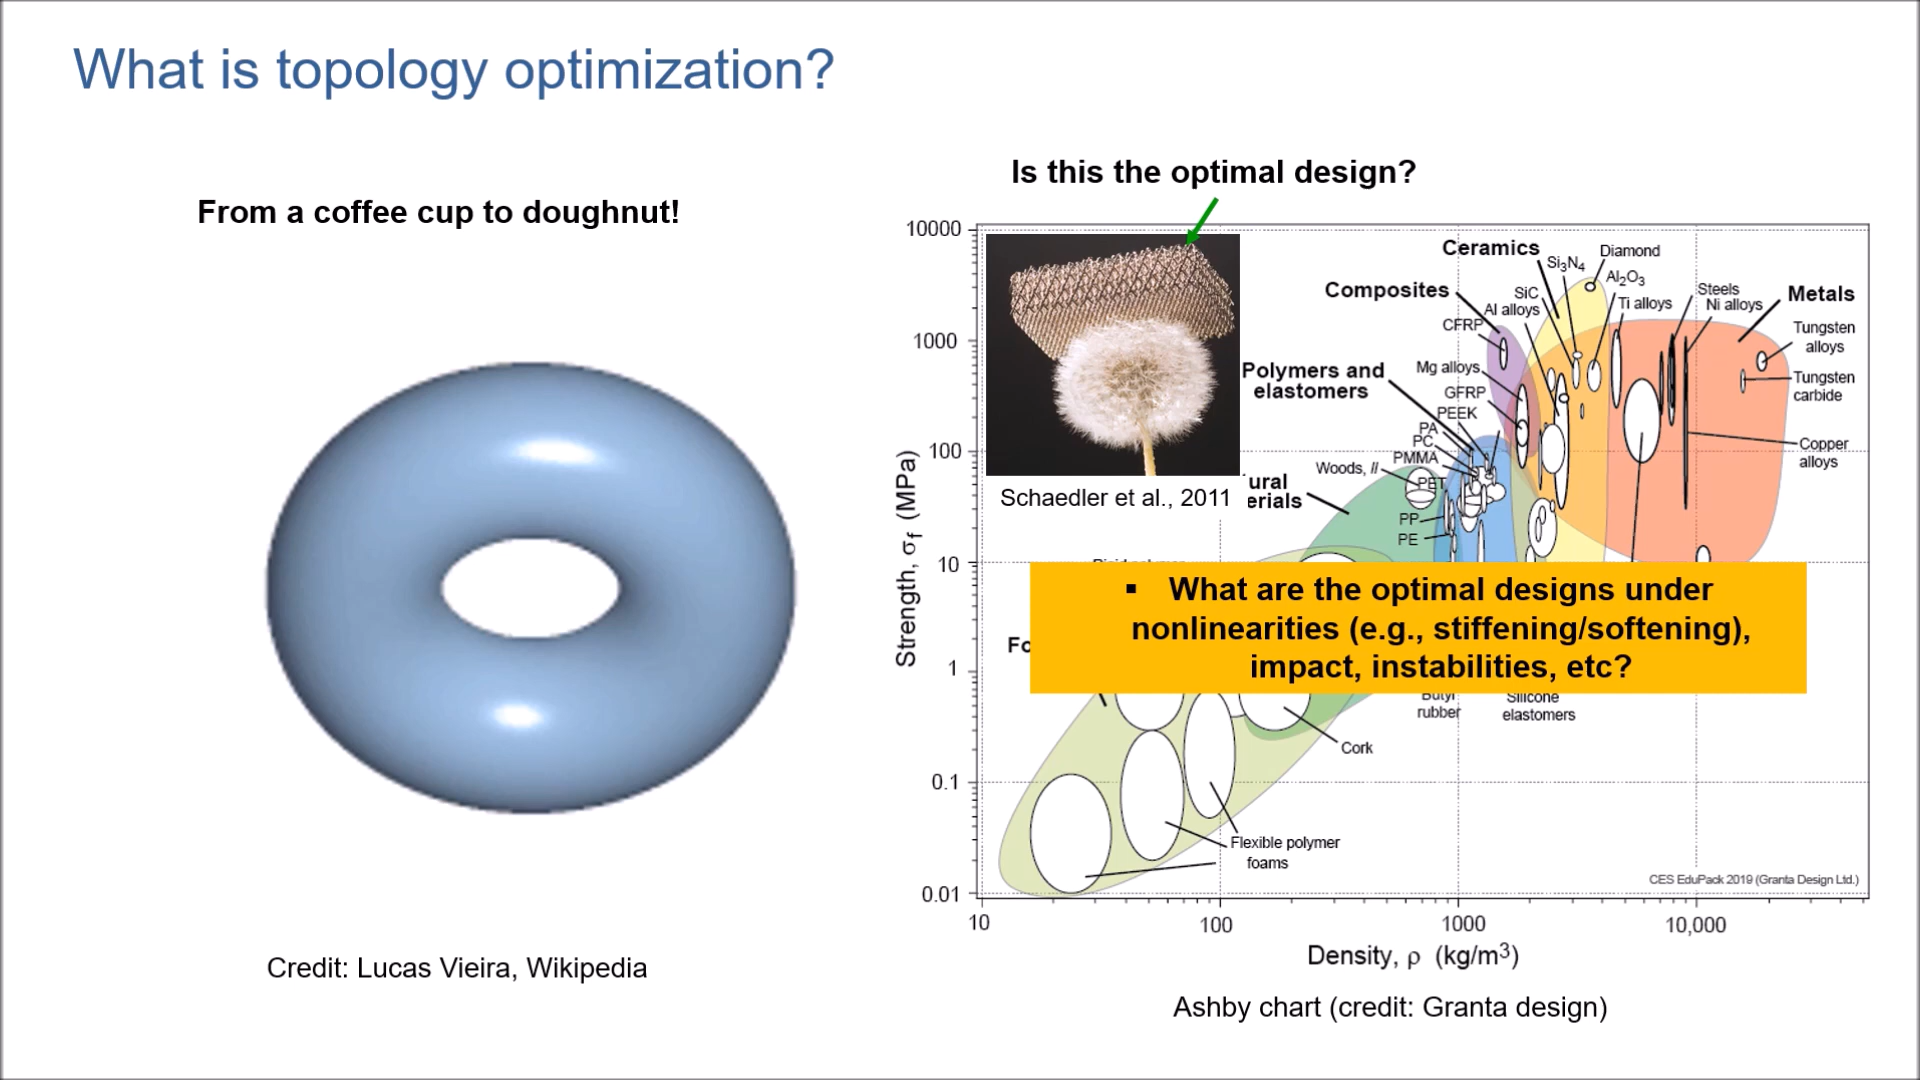 What is topology optimization?
From a coffee cup to doughnut!
Credit: Lucas Vieira, Wikipedia
Is this the optimal design?
10000
1000
100
10
1
0.1
0.01
Strength, σf (MPa)
Schaedler et al., 2011
Ceramics
Diamond
Si3N4
Al2O3
Composites
SiC
Steels
Metals
Al alloys
Ti alloys
Ni alloys
CFRP
Tungsten
alloys
Polymers and
elastomers
Mg alloys
Tungsten
carbide
GFRP
PEEK
PA
PC
PMMA
Copper
alloys
Woods, //
PET
ural
erials
PP
PE
▪ What are the optimal designs under
nonlinearities (e.g., stiffening/softening),
impact, instabilities, etc?
Fo
Butyl
rubber
Silicone
elastomers
Cork
Flexible polymer
foams
CES EduPack 2019 (Granta Design Ltd.)
10
100
1000
10,000
Density, ρ (kg/m3)
Ashby chart (credit: Granta design)